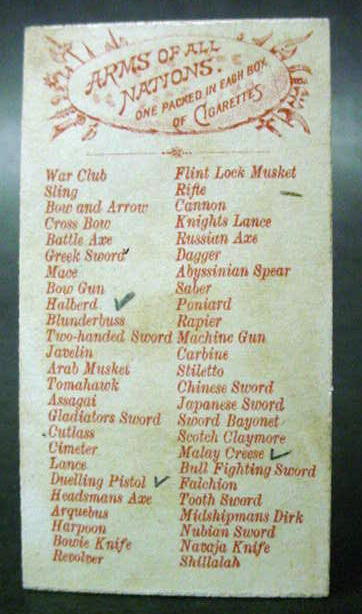 ARMS OF ALL
NATIONS.
ONE PACKED IN EACH BOX
OF CIGARETTES
War Club
Sling
Bow and Arrow
Cross Bow
Battle Axe
Greek Sword
Mace
Bow Gun
Halberd
Blunderbuss
Two-handed Sword
Javelin
Arab Musket
Tomahawk
Assagai
Gladiators Sword
Cutlass
Cimeter
Lance
Duelling Pistol
Headsmans Axe
Arquebus
Harpoon
Bowie Knife
Revolver
Flint Lock Musket
Rifle
Cannon
Knights Lance
Russian Axe
Dagger
Abyssinian Spear
Saber
Poniard
Rapier
Machine Gun
Carbine
Stiletto
Chinese Sword
Japanese Sword
Sword Bayonet
Scotch Claymore
Malay Creese
Bull Fighting Sword
Falchion
Tooth Sword
Midshipmans Dirk
Nubian Sword
Navaja Knife
Shillalah